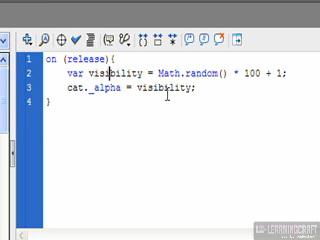 1 on (release){
2 var visibility = Math.random() * 100 + 1;
3 cat._alpha = visibility;
4 }
LEARNINGCRAFT